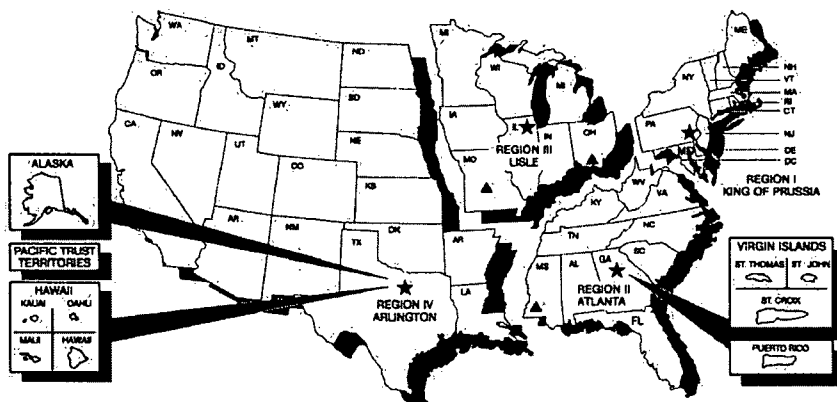 WA
MT
ND
OR
ID
SD
WY
CA
NV
NE
UT
CO
KS
AR
NM
OK
TX
MI
WI
MI
IA
IL
IN
OH
MO
REGION III
LISLE
ME
NH
VT
NY
MA
RI
CT
PA
NJ
MD
DE
DC
REGION I
KING OF PRUSSIA
WV
VA
KY
NC
TN
SC
AR
MS
AL
GA
LA
FL
REGION II
ATLANTA
REGION IV
ARLINGTON
ALASKA
PACIFIC TRUST
TERRITORIES
HAWAII
KAUAI
OAHU
MAUI
HAWAII
VIRGIN ISLANDS
ST. THOMAS
ST. JOHN
ST. CROIX
PUERTO RICO